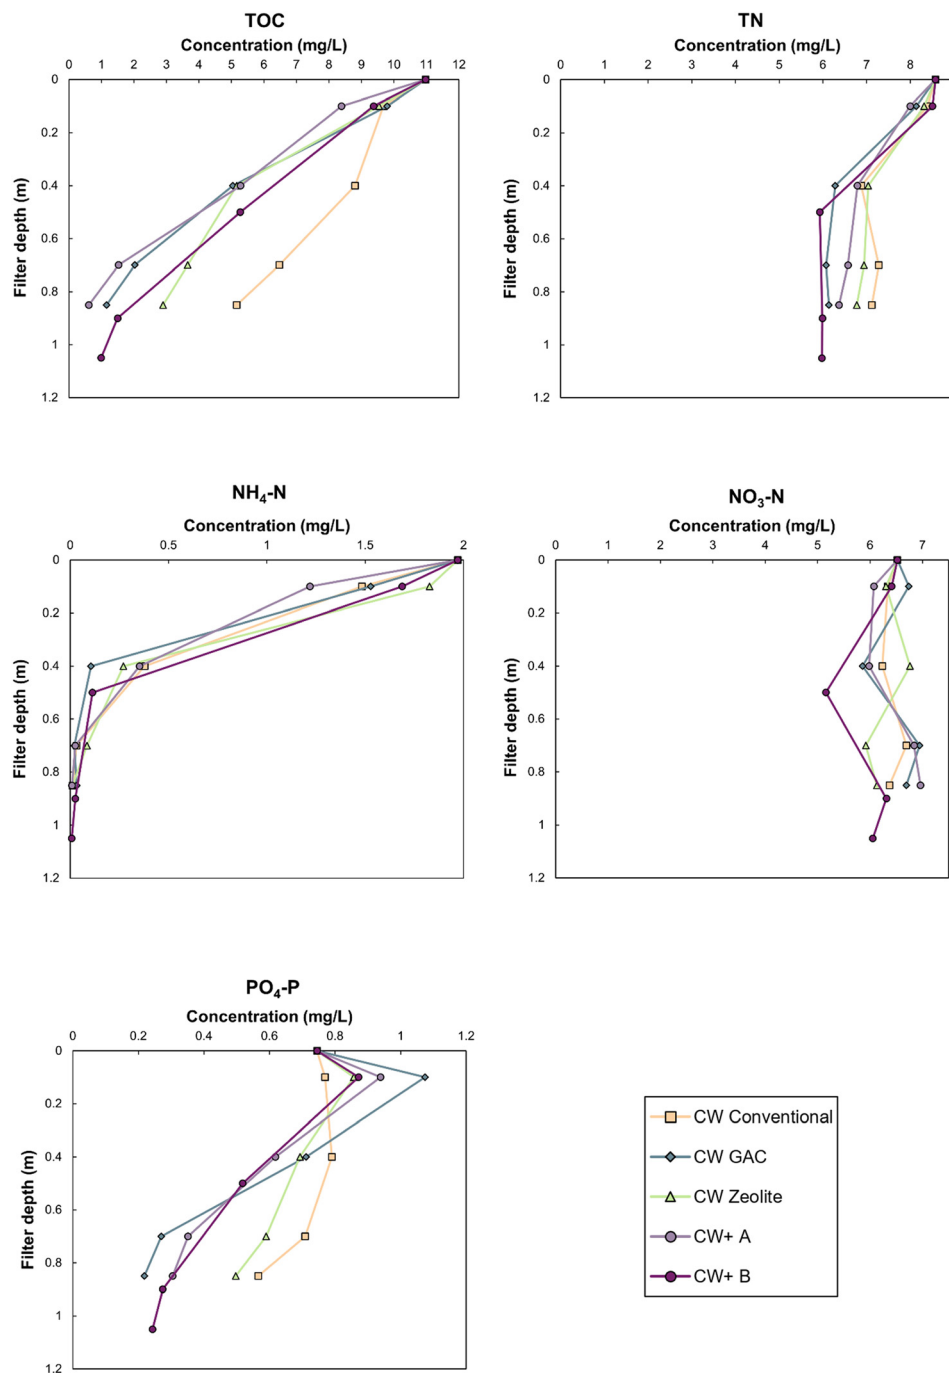 TOC
Concentration (mg/L)
0 1 2 3 4 5 6 7 8 9 10 11 12
0
0.2
0.4
0.6
0.8
1
1.2
Filter depth (m)
TN
Concentration (mg/L)
0 1 2 3 4 5 6 7 8
0
0.2
0.4
0.6
0.8
1
1.2
Filter depth (m)
NH4-N
Concentration (mg/L)
0 0.5 1 1.5 2
0
0.2
0.4
0.6
0.8
1
1.2
Filter depth (m)
NO3-N
Concentration (mg/L)
0 1 2 3 4 5 6 7
0
0.2
0.4
0.6
0.8
1
1.2
Filter depth (m)
PO4-P
Concentration (mg/L)
0 0.2 0.4 0.6 0.8 1 1.2
0
0.2
0.4
0.6
0.8
1
1.2
Filter depth (m)
CW Conventional
CW GAC
CW Zeolite
CW+ A
CW+ B